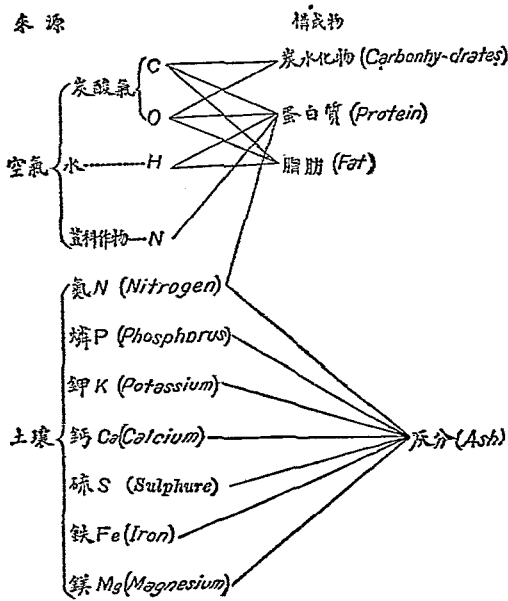 來源 構成物
炭酸氣 C 炭水化物 (Carbonhy-drates)
O 蛋白質 (Protein)
空氣 水 H 脂肪 (Fat)
荳科作物 N
氮 N (Nitrogen)
燐 P (Phosphorus)
鉀 K (Potassium)
土壤 鈣 Ca (Calcium) 灰分 (Ash)
硫 S (Sulphure)
鉄 Fe (Iron)
鎂 Mg (Magnesium)